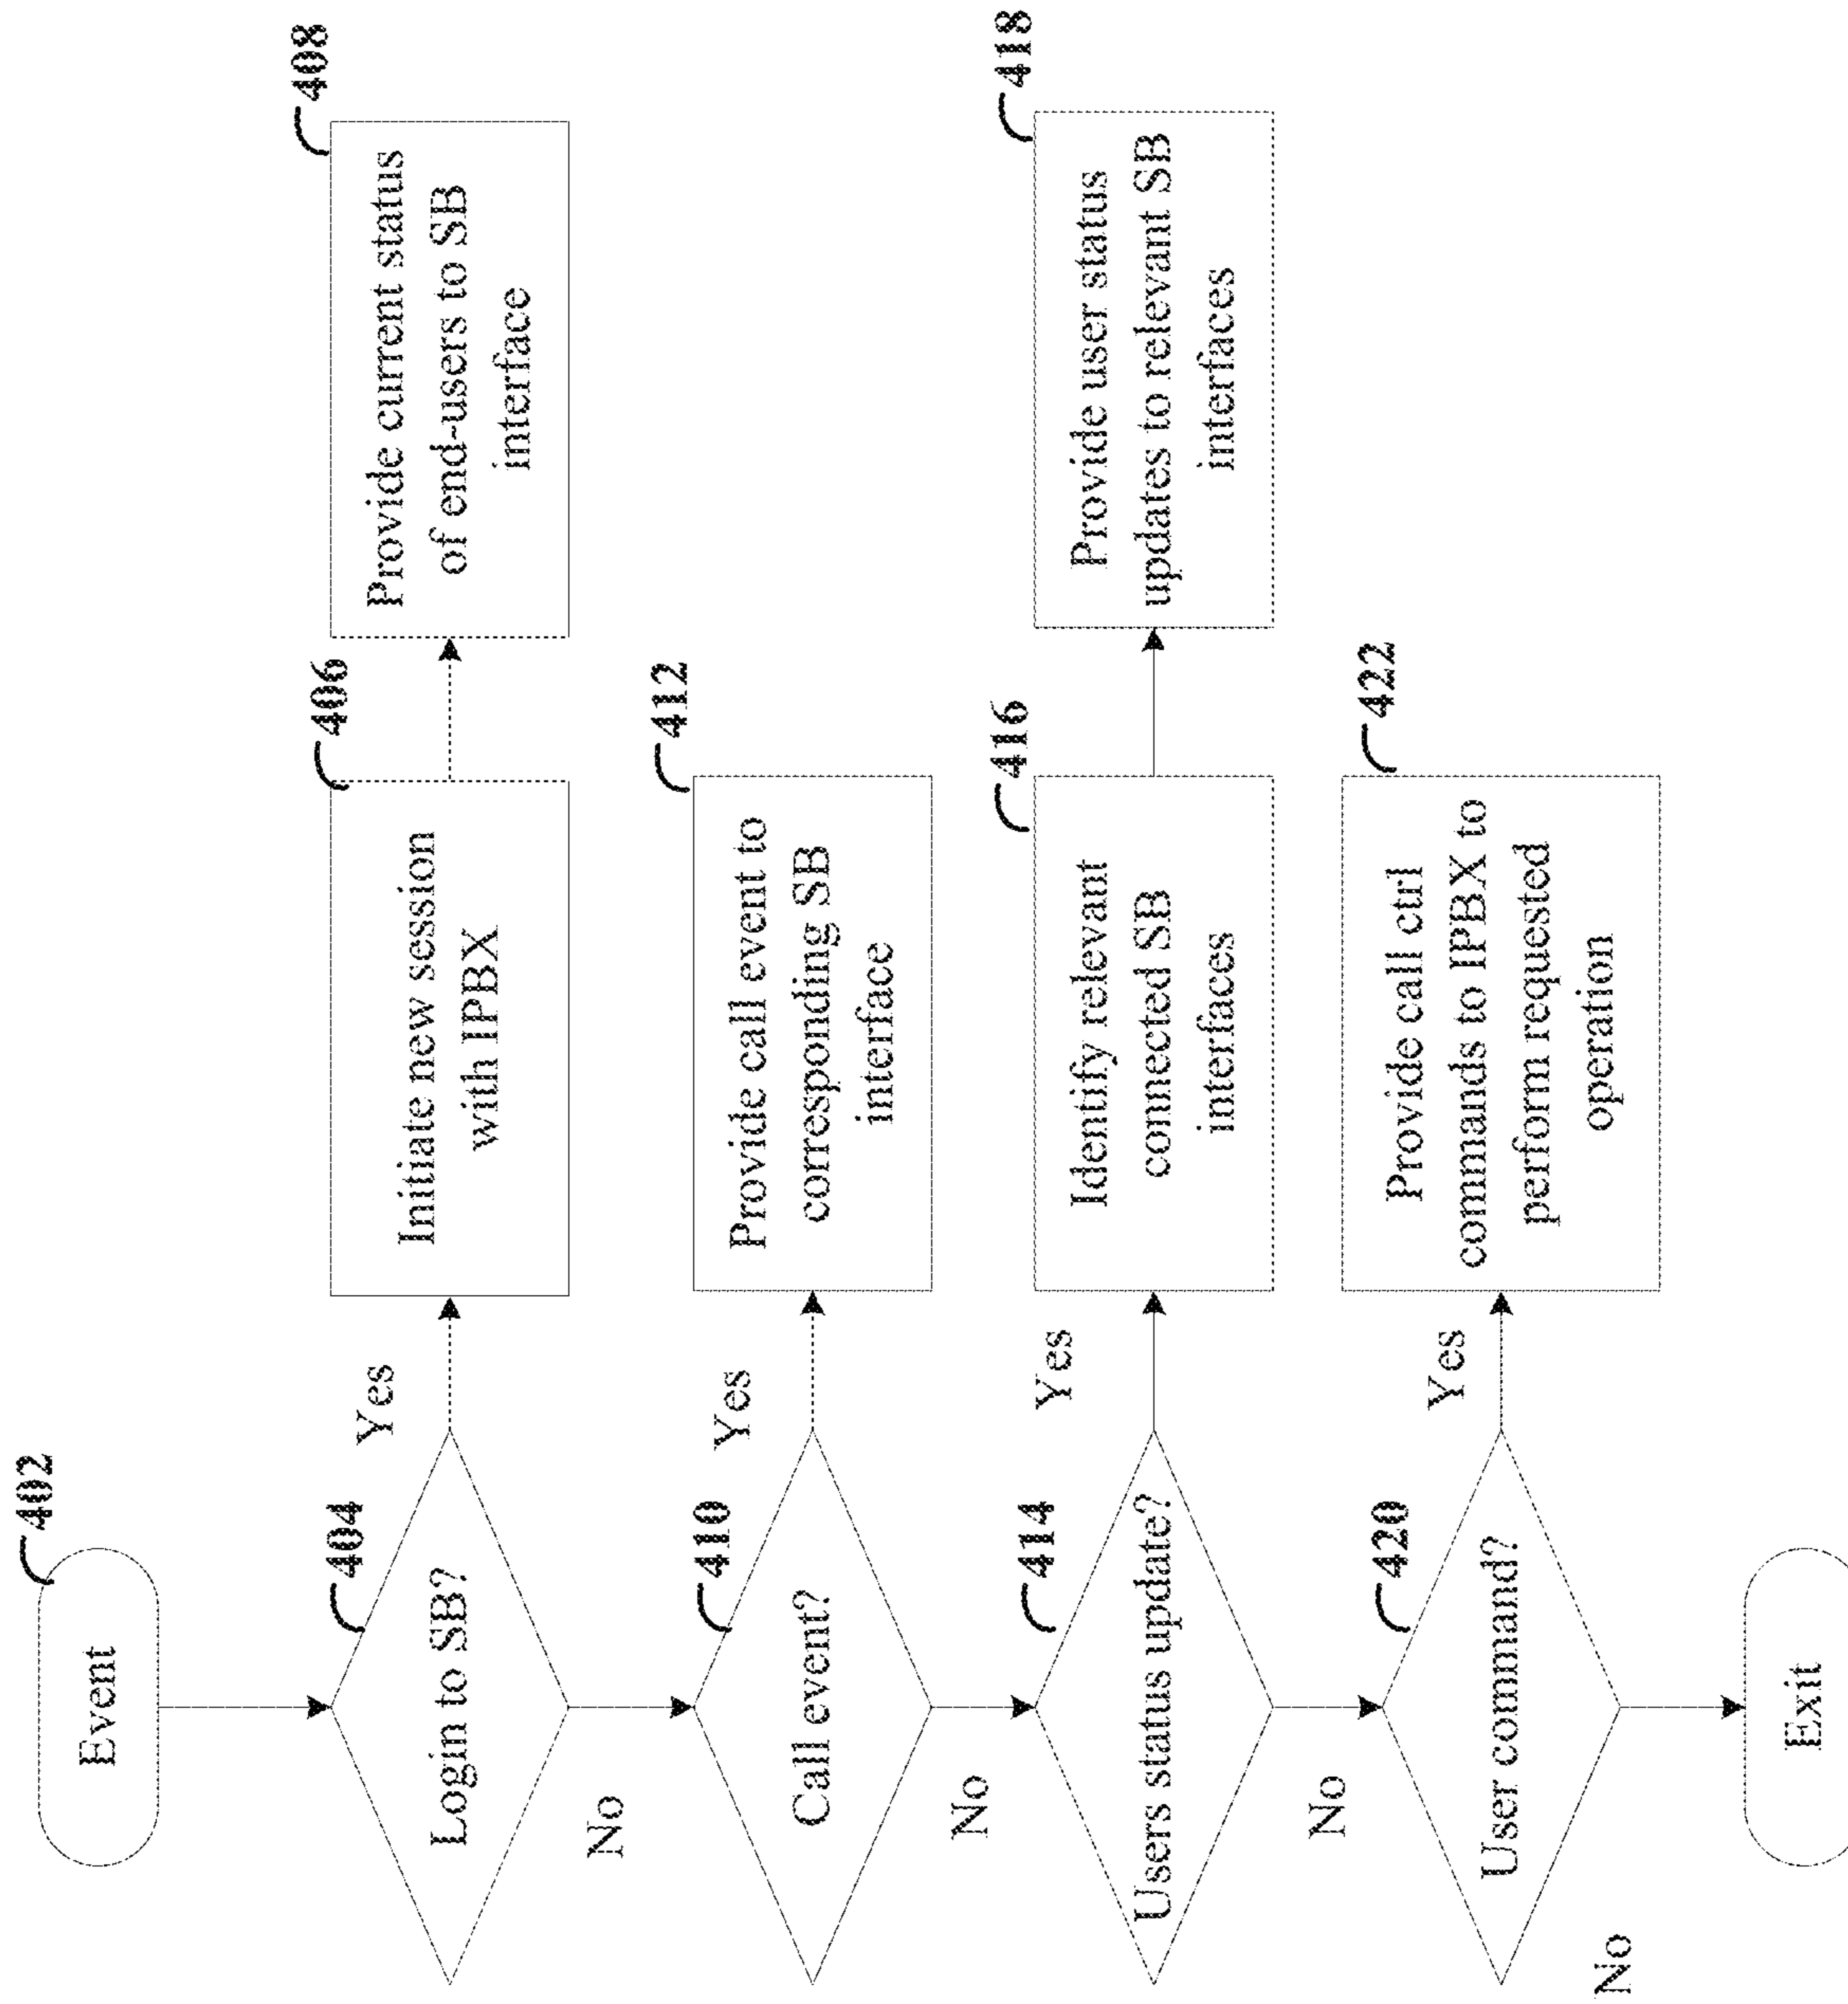 402
Event
404
Login to SB?
Yes
406
Initiate new session
with IPBX
408
Provide current status
of end-users to SB
interface
No
410
Call event?
Yes
412
Provide call event to
corresponding SB
interface
No
414
Users status update?
Yes
416
Identify relevant
connected SB
interfaces
418
Provide user status
updates to relevant SB
interfaces
No
420
User command?
Yes
422
Provide call ctrl
commands to IPBX to
perform requested
operation
No
Exit